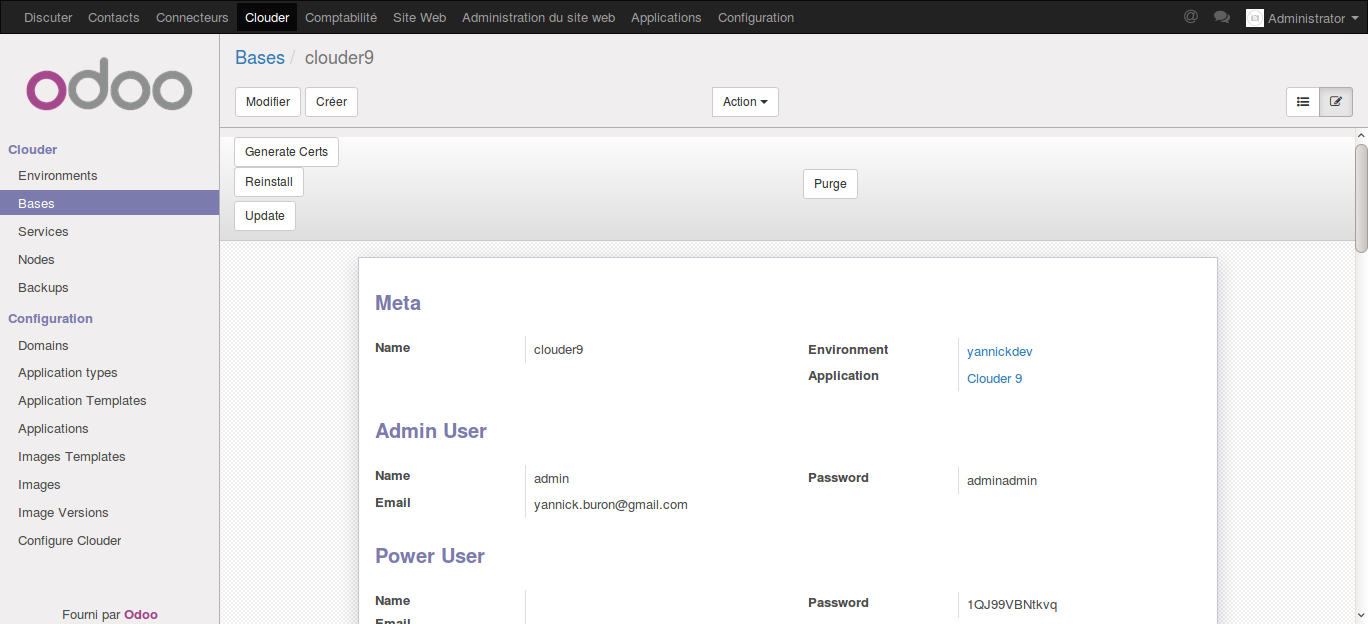 Discuter Contacts Connecteurs Clouder Comptabilité Site Web Administration du site web Applications Configuration @ Administrator
odoo
Bases / clouder9
Modifier Créer Action
Clouder
Environments
Bases
Services
Nodes
Backups
Configuration
Domains
Application types
Application Templates
Applications
Images Templates
Images
Image Versions
Configure Clouder
Fourni par Odoo
Generate Certs
Reinstall
Purge
Update
Meta
Name clouder9
Environment yannickdev
Application Clouder 9
Admin User
Name admin
Password adminadmin
Email yannick.buron@gmail.com
Power User
Name
Password 1QJ99VBNtkvq
Email